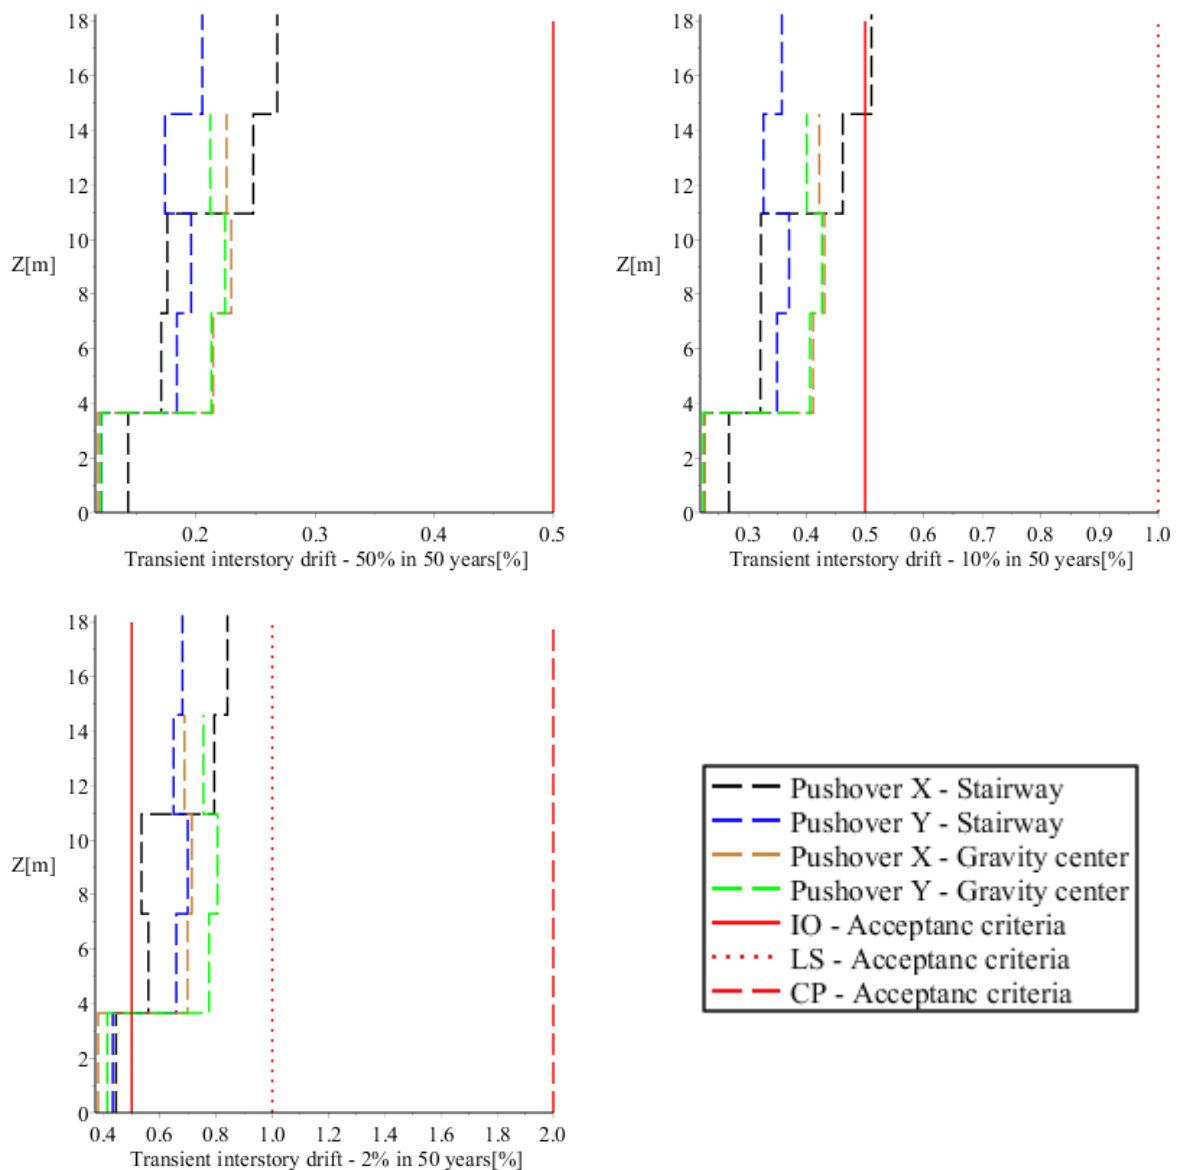 18
16
14
12
10
Z[m]
8
6
4
2
0
0.2 0.3 0.4 0.5
Transient interstory drift - 50% in 50 years[%]
18
16
14
12
10
Z[m]
8
6
4
2
0
0.3 0.4 0.5 0.6 0.7 0.8 0.9 1.0
Transient interstory drift - 10% in 50 years[%]
18
16
14
12
10
Z[m]
8
6
4
2
0
0.4 0.6 0.8 1.0 1.2 1.4 1.6 1.8 2.0
Transient interstory drift - 2% in 50 years[%]
Pushover X - Stairway
Pushover Y - Stairway
Pushover X - Gravity center
Pushover Y - Gravity center
IO - Acceptanc criteria
LS - Acceptanc criteria
CP - Acceptanc criteria